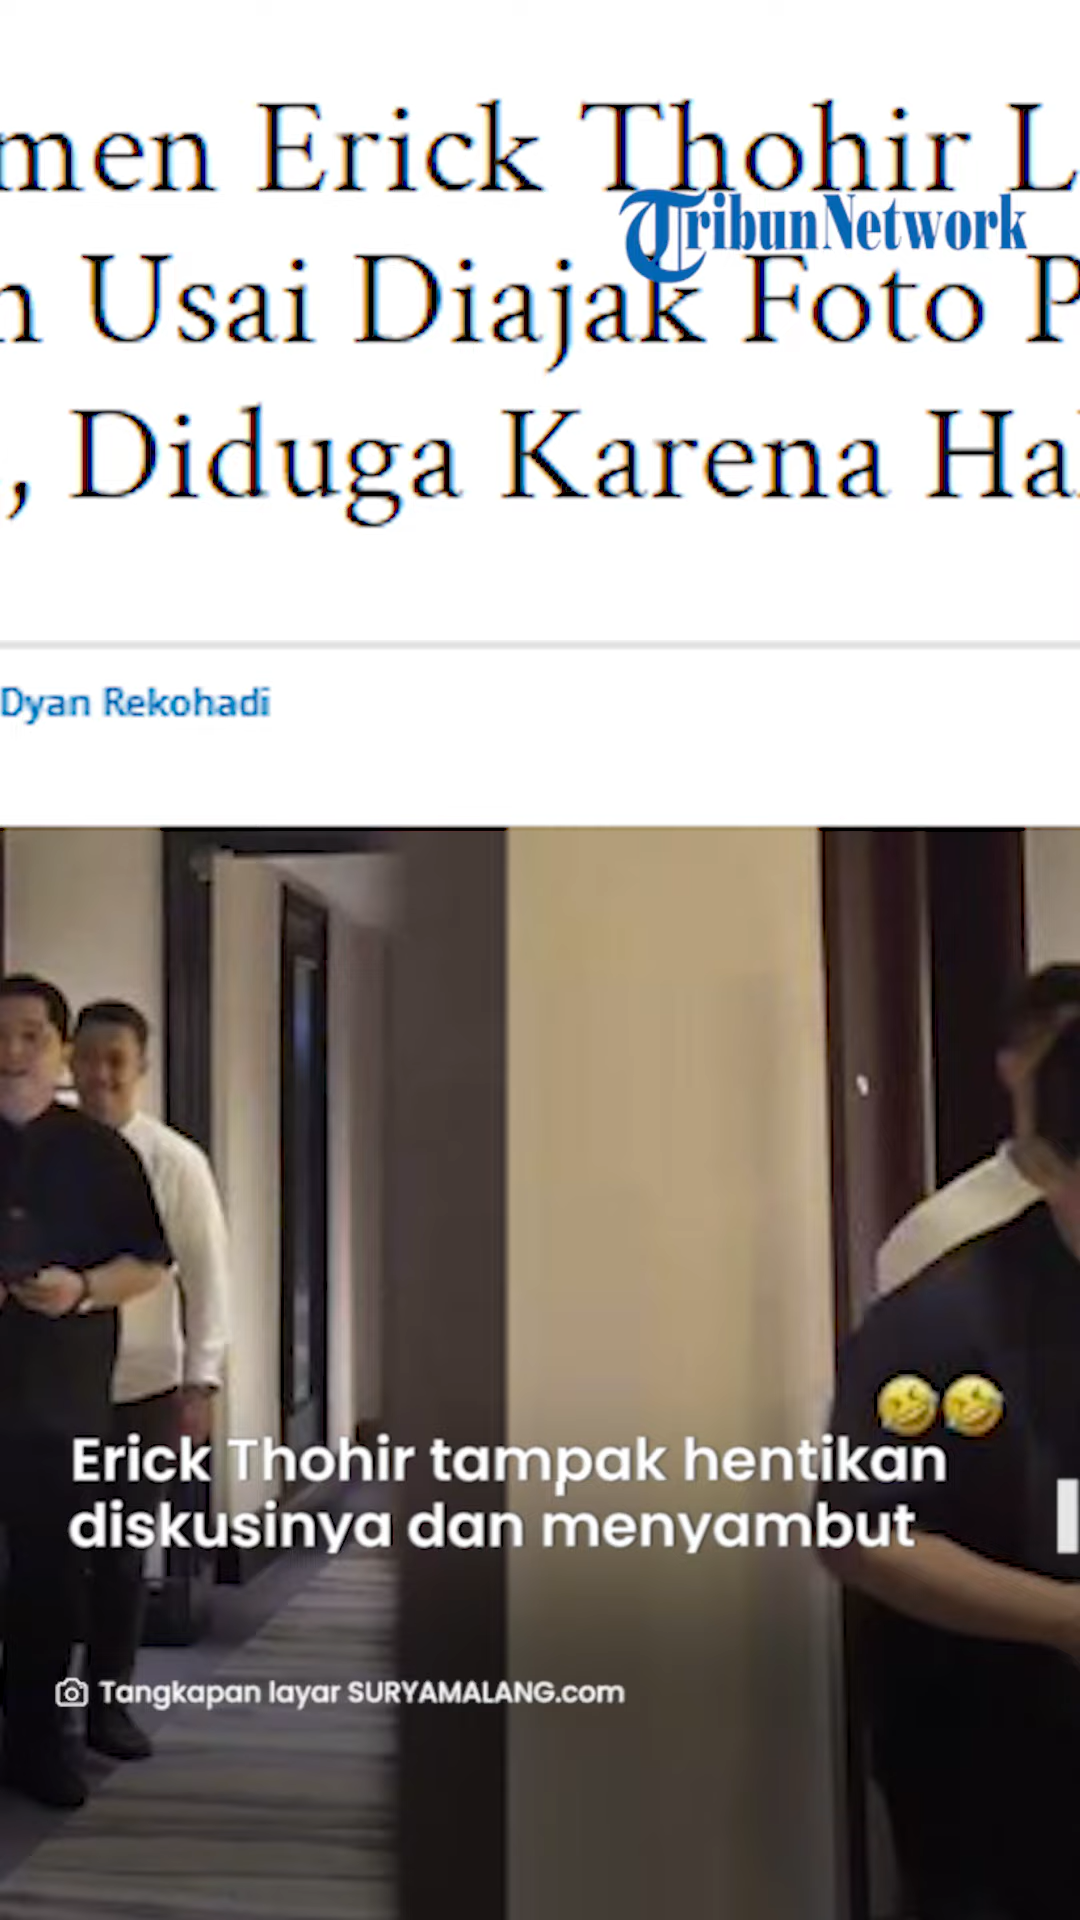 men Erick Thohir L
TribunNetwork
Usai Diajak Foto P
, Diduga Karena Ha
Dyan Rekohadi
Erick Thohir tampak hentikan
diskusinya dan menyambut
Tangkapan layar SURYAMALANG.com